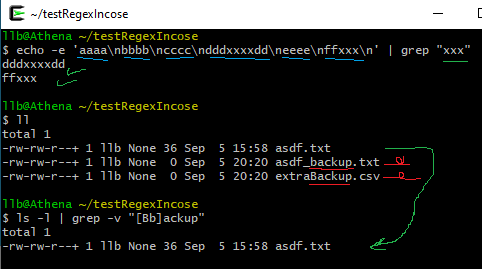 ~/testRegexIncose
llb@Athena ~/testRegexIncose
$ echo -e 'aaaa\nbbbb\ncccc\ndddxxxxdd\neeee\nffxxx\n' | grep "xxx"
dddxxxxdd
ffxxx
llb@Athena ~/testRegexIncose
$ ll
total 1
-rw-rw-r--+ 1 llb None 36 Sep  5 15:58 asdf.txt
-rw-rw-r--+ 1 llb None  0 Sep  5 20:20 asdf_backup.txt
-rw-rw-r--+ 1 llb None  0 Sep  5 20:20 extraBackup.csv
llb@Athena ~/testRegexIncose
$ ls -l | grep -v "[Bb]ackup"
total 1
-rw-rw-r--+ 1 llb None 36 Sep  5 15:58 asdf.txt